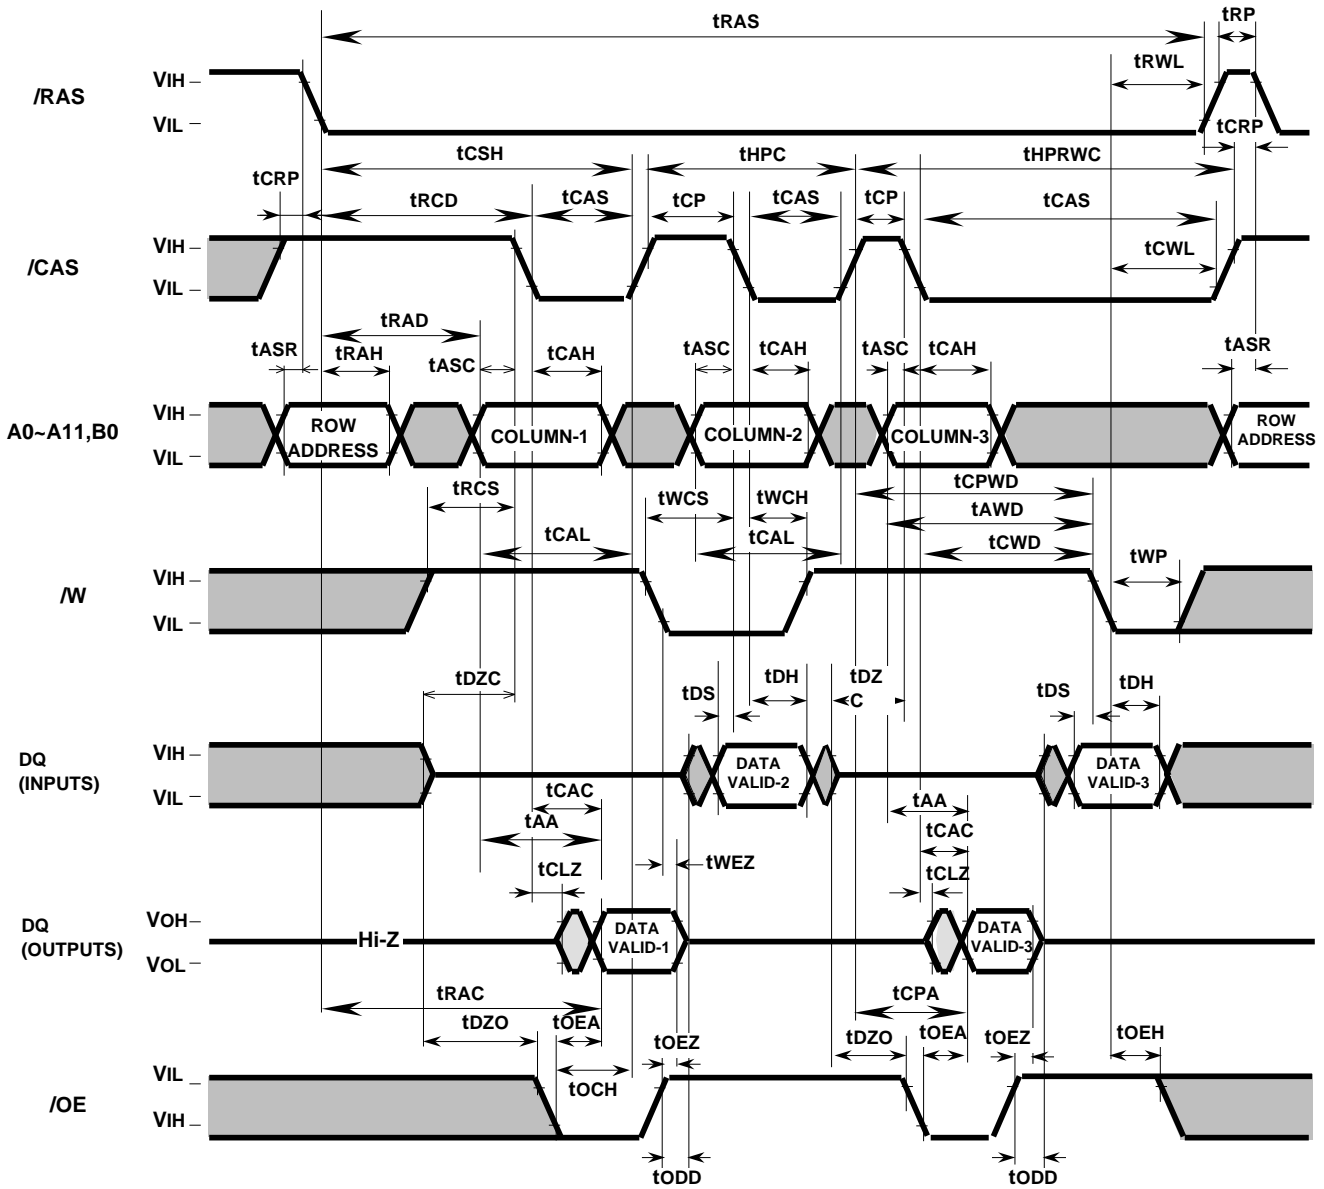 tRAS
tRP
tRWL
/RAS
VIH
VIL
tCRP
tCSH
tHPC
tHPRWC
tCRP
tRCD
tCAS
tCP
tCAS
tCP
tCAS
/CAS
VIH
VIL
tCWL
tRAD
tASR
tRAH
tASC
tCAH
tASC
tCAH
tASC
tCAH
tASR
A0~A11,B0
VIH
VIL
ROW
ADDRESS
COLUMN-1
COLUMN-2
COLUMN-3
ROW
ADDRESS
tRCS
tWCS
tWCH
tCPWD
tAWD
tCAL
tCAL
tCWD
tWP
/W
VIH
VIL
tDZC
tDS
tDH
tDZ
C
tDS
tDH
DQ
(INPUTS)
VIH
VIL
DATA
VALID-2
DATA
VALID-3
tCAC
tAA
tAA
tCAC
tWEZ
tCLZ
tCLZ
DQ
(OUTPUTS)
VOH
VOL
Hi-Z
DATA
VALID-1
DATA
VALID-3
tRAC
tCPA
tDZO
tOEA
tOEZ
tDZO
tOEA
tOEZ
tOEH
tOCH
/OE
VIL
VIH
tODD
tODD